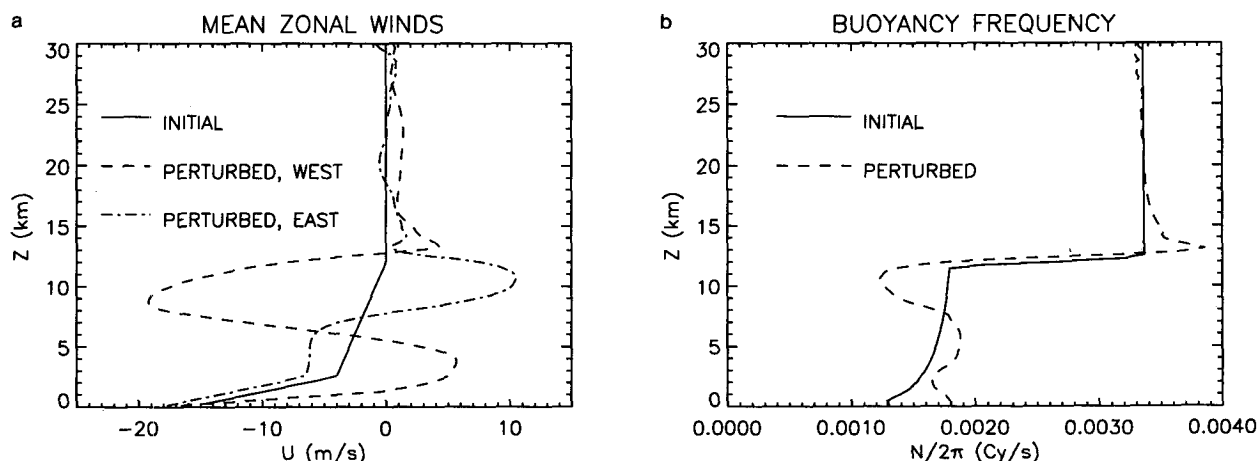 a
MEAN ZONAL WINDS
30
25
20
15
10
5
0
Z (km)
INITIAL
PERTURBED, WEST
PERTURBED, EAST
−20
−10
0
10
U (m/s)
b
BUOYANCY FREQUENCY
30
25
20
15
10
5
0
Z (km)
INITIAL
PERTURBED
0.0000
0.0010
0.0020
0.0030
0.0040
N/2π (Cy/s)